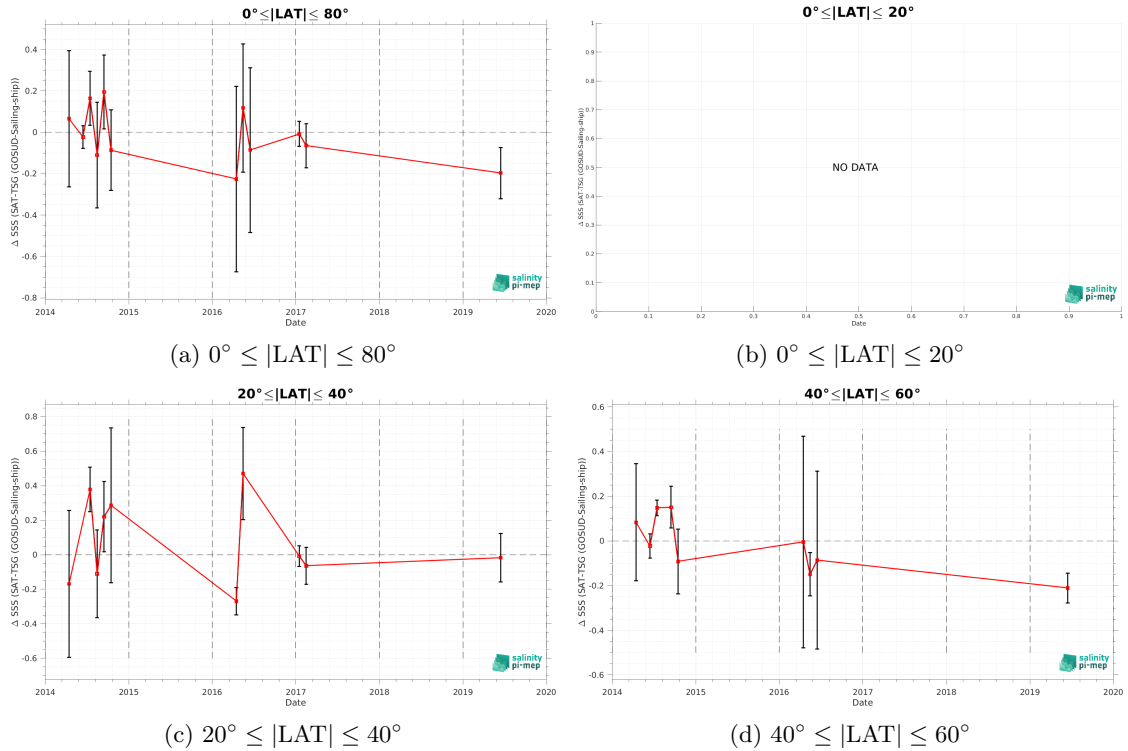 0°≤|LAT|≤ 80°
Δ SSS (SAT-TSG (GOSUD-Sailing-ship))
0.4
0.2
0
-0.2
-0.4
-0.6
-0.8
2014 2015 2016 2017 2018 2019 2020
Date
salinity
pi-mep
(a) 0° ≤ |LAT| ≤ 80°
0°≤|LAT|≤ 20°
Δ SSS (SAT-TSG (GOSUD-Sailing-ship))
1
0.9
0.8
0.7
0.6
0.5
0.4
0.3
0.2
0.1
0
NO DATA
0 0.1 0.2 0.3 0.4 0.5 0.6 0.7 0.8 0.9 1
Date
salinity
pi-mep
(b) 0° ≤ |LAT| ≤ 20°
20°≤|LAT|≤ 40°
Δ SSS (SAT-TSG (GOSUD-Sailing-ship))
0.8
0.6
0.4
0.2
0
-0.2
-0.4
-0.6
2014 2015 2016 2017 2018 2019 2020
Date
salinity
pi-mep
(c) 20° ≤ |LAT| ≤ 40°
40°≤|LAT|≤ 60°
Δ SSS (SAT-TSG (GOSUD-Sailing-ship))
0.6
0.4
0.2
0
-0.2
-0.4
-0.6
2014 2015 2016 2017 2018 2019 2020
Date
salinity
pi-mep
(d) 40° ≤ |LAT| ≤ 60°